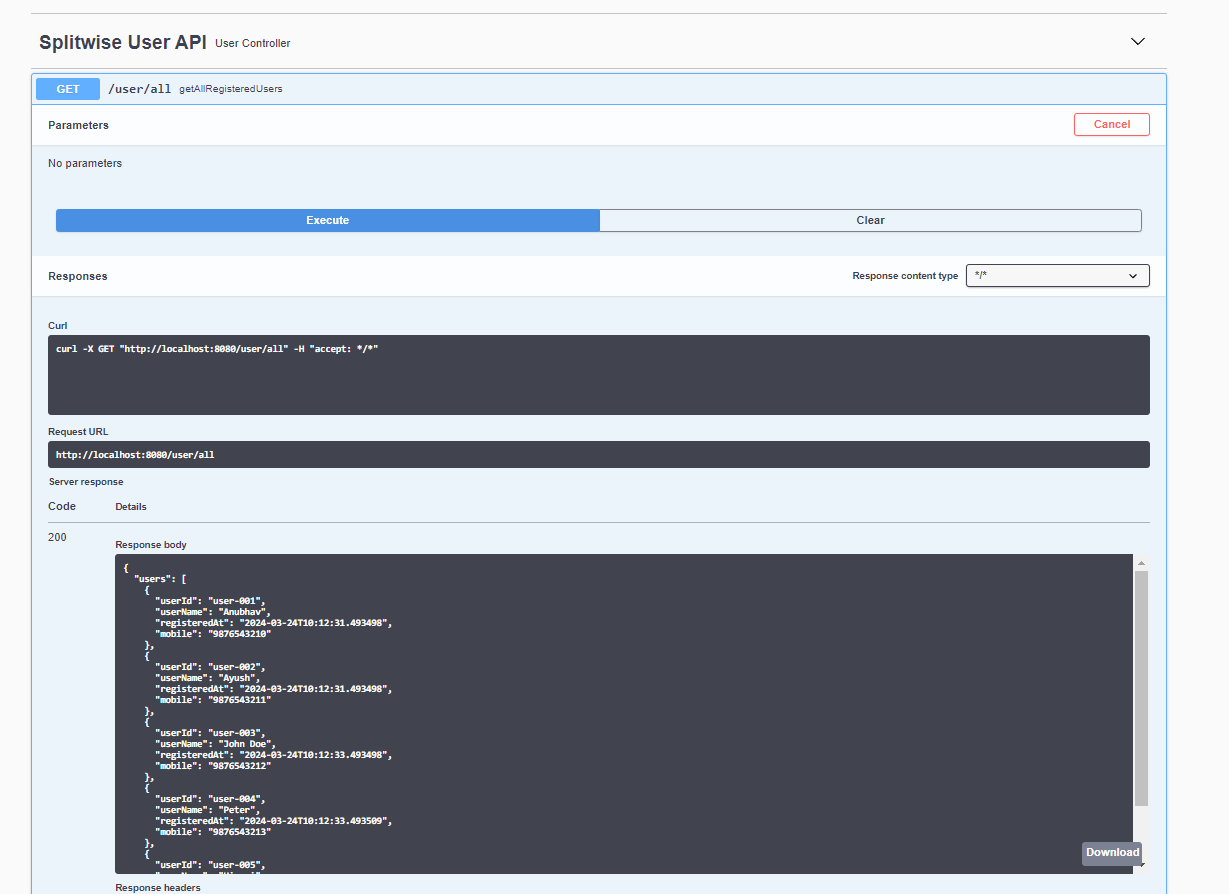 Splitwise User API User Controller
GET /user/all getAllRegisteredUsers
Parameters Cancel
No parameters
Execute Clear
Responses Response content type */*
Curl
curl -X GET "http://localhost:8080/user/all" -H "accept: */*"
Request URL
http://localhost:8080/user/all
Server response
Code Details
200
Response body
{
"users": [
{
"userId": "user-001",
"userName": "Anubhav",
"registeredAt": "2024-03-24T10:12:31.493498",
"mobile": "9876543210"
},
{
"userId": "user-002",
"userName": "Ayush",
"registeredAt": "2024-03-24T10:12:31.493498",
"mobile": "9876543211"
},
{
"userId": "user-003",
"userName": "John Doe",
"registeredAt": "2024-03-24T10:12:33.493498",
"mobile": "9876543212"
},
{
"userId": "user-004",
"userName": "Peter",
"registeredAt": "2024-03-24T10:12:33.493509",
"mobile": "9876543213"
},
{
"userId": "user-005",
Download
Response headers